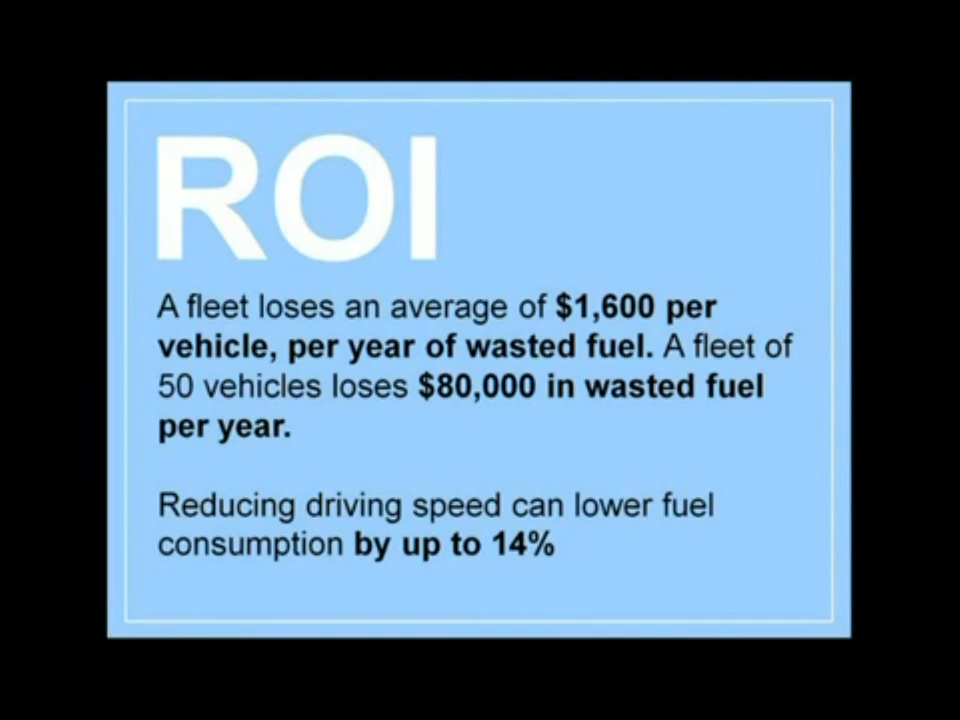 ROI
A fleet loses an average of $1,600 per
vehicle, per year of wasted fuel. A fleet of
50 vehicles loses $80,000 in wasted fuel
per year.
Reducing driving speed can lower fuel
consumption by up to 14%